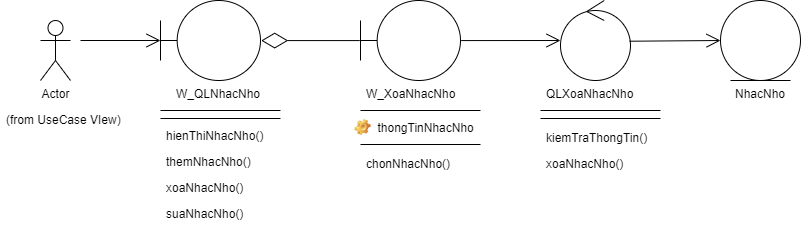 Actor
(from UseCase VIew)
W_QLNhacNho
hienThiNhacNho()
themNhacNho()
xoaNhacNho()
suaNhacNho()
W_XoaNhacNho
thongTinNhacNho
chonNhacNho()
QLXoaNhacNho
kiemTraThongTin()
xoaNhacNho()
NhacNho